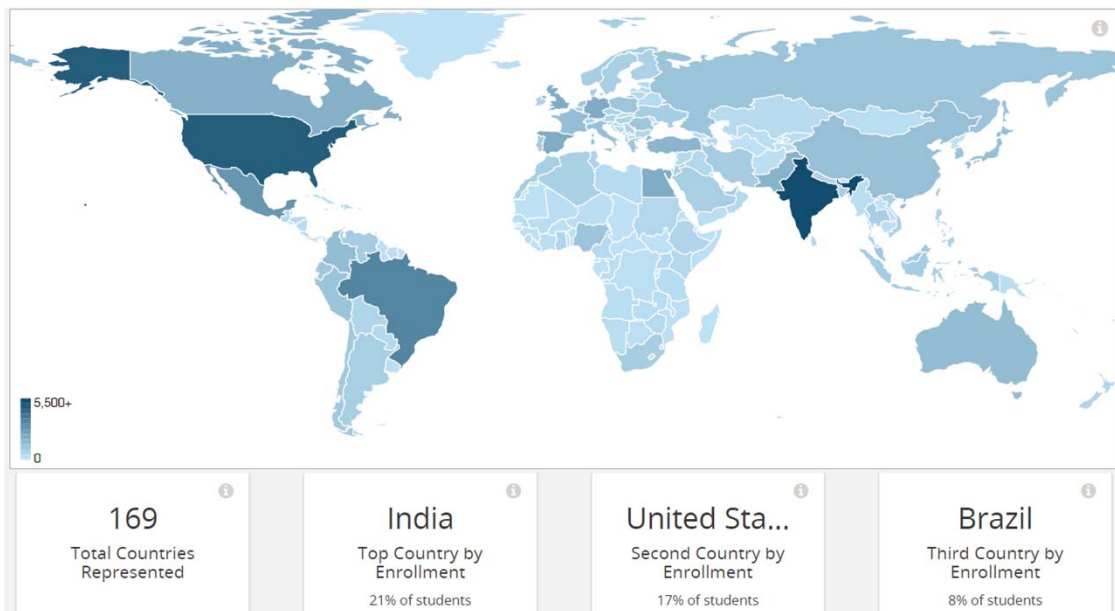 5,500+
0
169
Total Countries
Represented
India
Top Country by
Enrollment
21% of students
United Sta...
Second Country by
Enrollment
17% of students
Brazil
Third Country by
Enrollment
8% of students